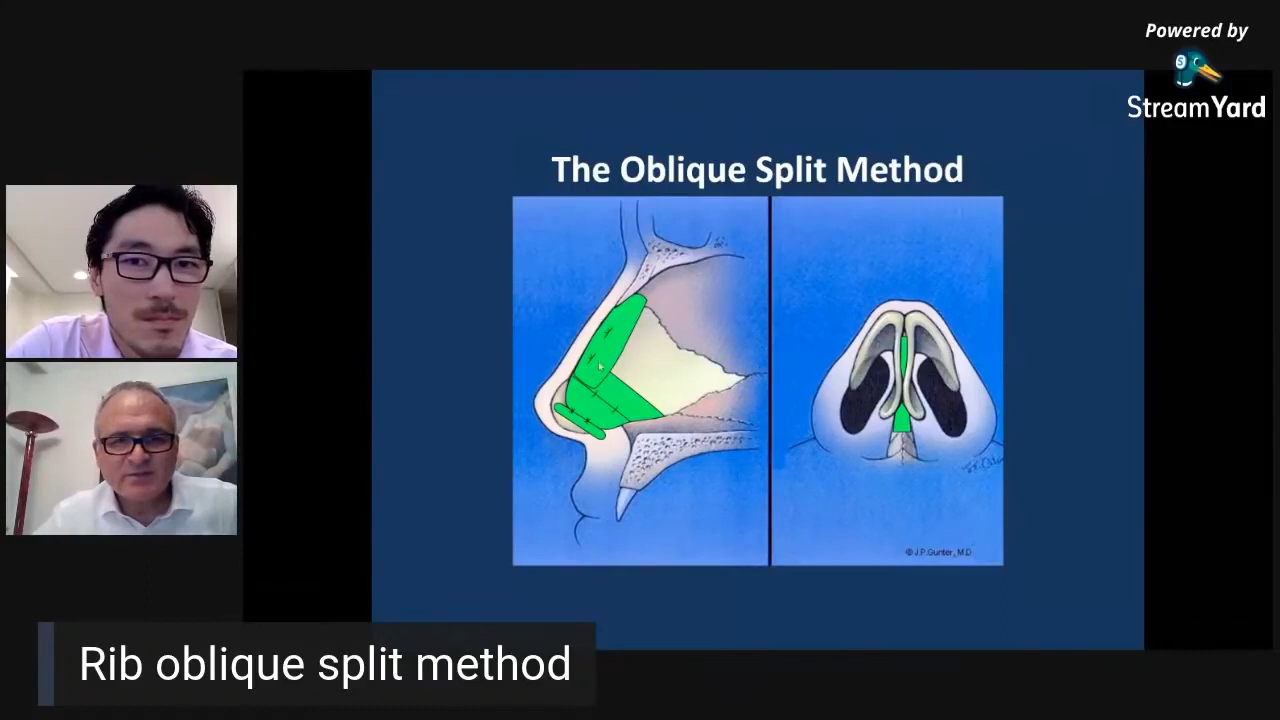 Powered by
S
StreamYard
The Oblique Split Method
© J.P. Gunter, M.D.
Rib oblique split method